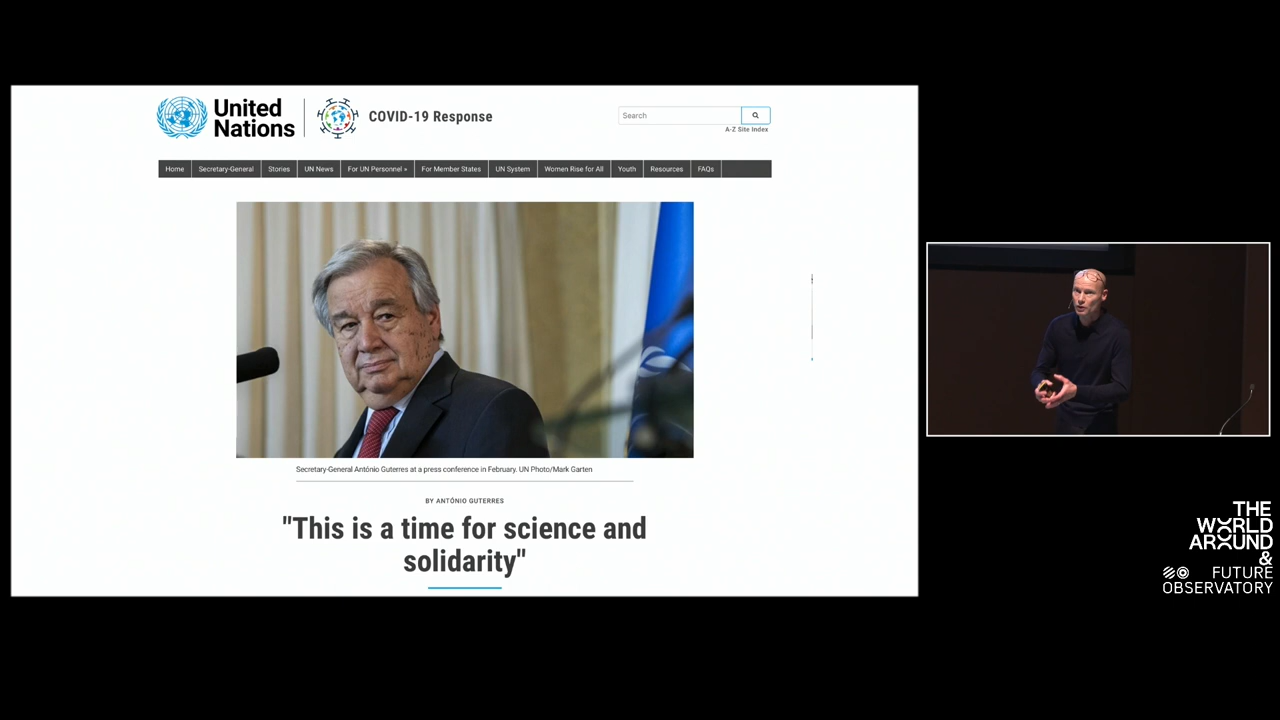 United
Nations
COVID-19 Response
Search
A-Z Site Index
Home Secretary-General Stories UN News For UN Personnel » For Member States UN System Women Rise for All Youth Resources FAQs
Secretary-General António Guterres at a press conference in February. UN Photo/Mark Garten
BY ANTÓNIO GUTERRES
"This is a time for science and
solidarity"
THE
WORLD
AROUND
&
FUTURE
OBSERVATORY